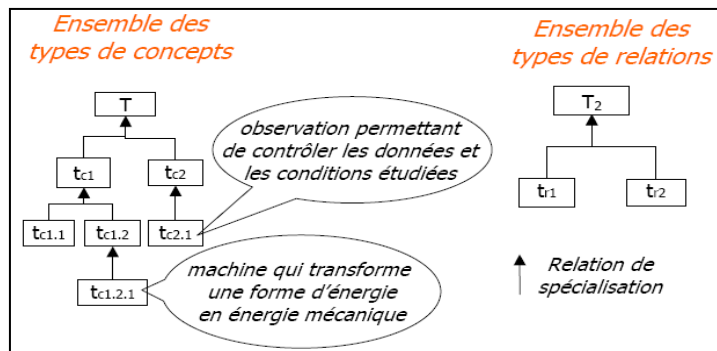 Ensemble des
types de concepts
T
tc1
tc2
tc1.1
tc1.2
tc2.1
tc1.2.1
observation permettant
de contrôler les données et
les conditions étudiées
machine qui transforme
une forme d'énergie
en énergie mécanique
Ensemble des
types de relations
T2
tr1
tr2
Relation de
spécialisation